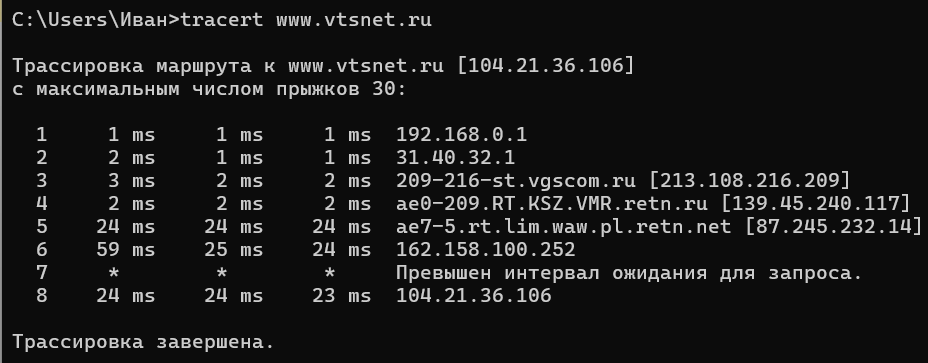 C:\Users\Иван>tracert www.vtsnet.ru
Трассировка маршрута к www.vtsnet.ru [104.21.36.106]
с максимальным числом прыжков 30:
1 1 ms 1 ms 1 ms 192.168.0.1
2 2 ms 1 ms 1 ms 31.40.32.1
3 3 ms 2 ms 2 ms 209-216-st.vgscom.ru [213.108.216.209]
4 2 ms 2 ms 2 ms ae0-209.RT.KSZ.VMR.retn.ru [139.45.240.117]
5 24 ms 24 ms 24 ms ae7-5.rt.lim.waw.pl.retn.net [87.245.232.14]
6 59 ms 25 ms 24 ms 162.158.100.252
7 * * * Превышен интервал ожидания для запроса.
8 24 ms 24 ms 23 ms 104.21.36.106
Трассировка завершена.